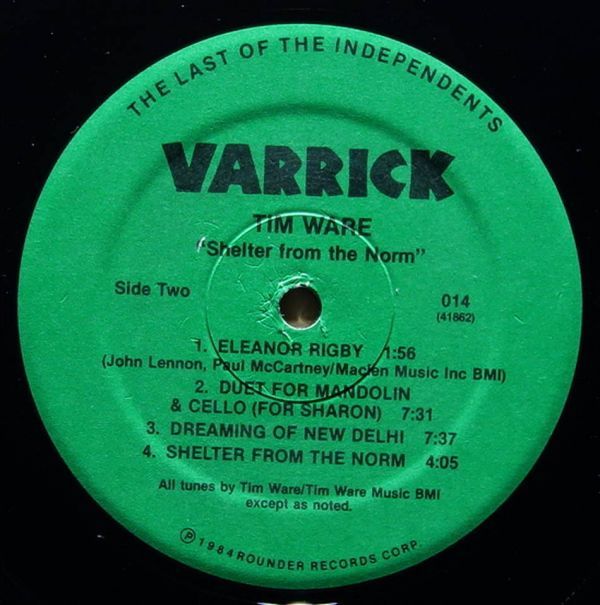 THE LAST OF THE INDEPENDENTS
VARRICK
TIM WARE
"Shelter from the Norm"
Side Two
014
(41862)
1. ELEANOR RIGBY 1:56
(John Lennon, Paul McCartney/Maclen Music Inc BMI)
2. DUET FOR MANDOLIN
& CELLO (FOR SHARON) 7:31
3. DREAMING OF NEW DELHI 7:37
4. SHELTER FROM THE NORM 4:05
All tunes by Tim Ware/Tim Ware Music BMI
except as noted.
℗ 1984 ROUNDER RECORDS CORP.